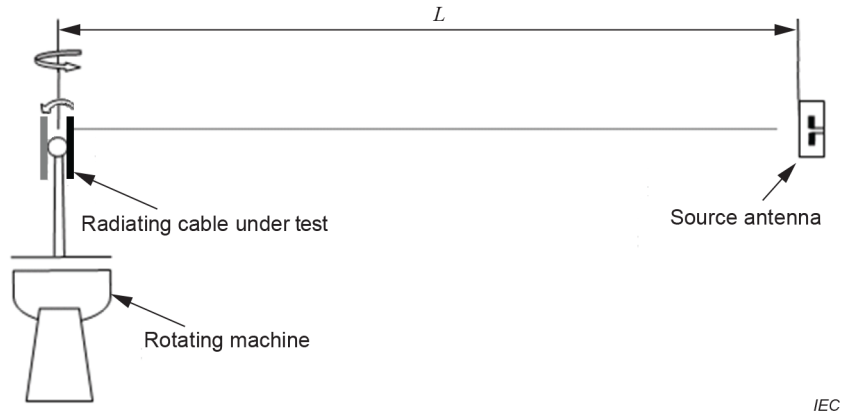 L
Radiating cable under test
Source antenna
Rotating machine
IEC